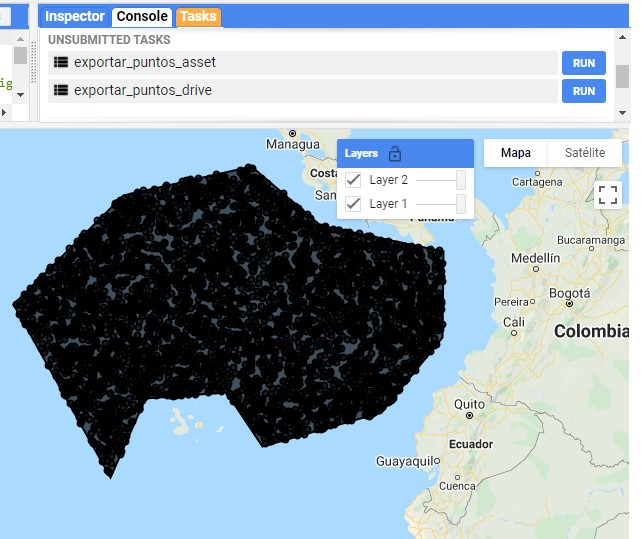 Inspector Console Tasks
UNSUBMITTED TASKS
exportar_puntos_asset RUN
exportar_puntos_drive RUN
ig
Managua
Layers
Mapa Satélite
Costa
San
Layer 2
Layer 1
Panamá
Cartagena
Bucaramanga
Medellín
Pereira
Bogotá
Cali
Colombia
Quito
Ecuador
Guayaquil
Cuenca